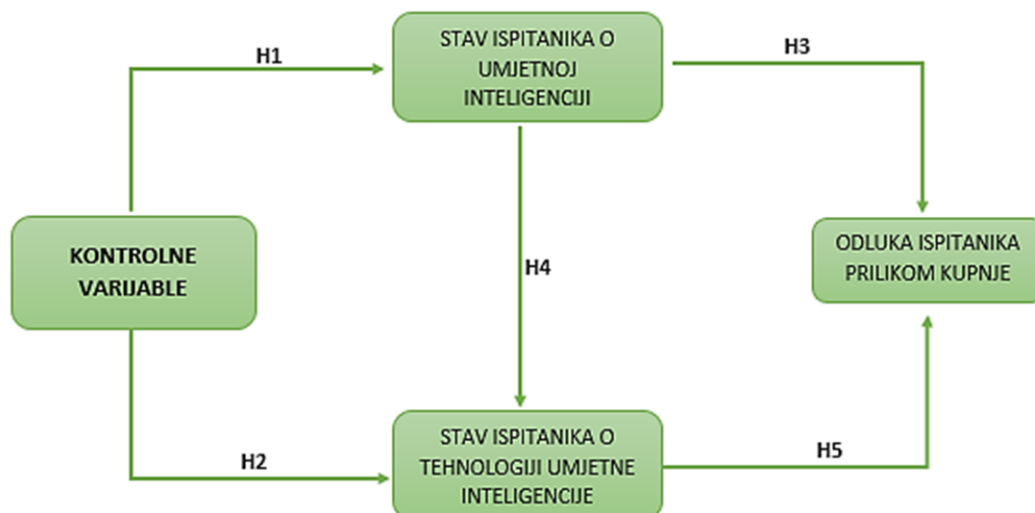 STAV ISPITANIKA O
UMJETNOJ
INTELIGENCIJI
H1
H3
KONTROLNE
VARIJABLE
H4
ODLUKA ISPITANIKA
PRILIKOM KUPNJE
STAV ISPITANIKA O
TEHNOLOGIJI UMJETNE
INTELIGENCIJE
H2
H5